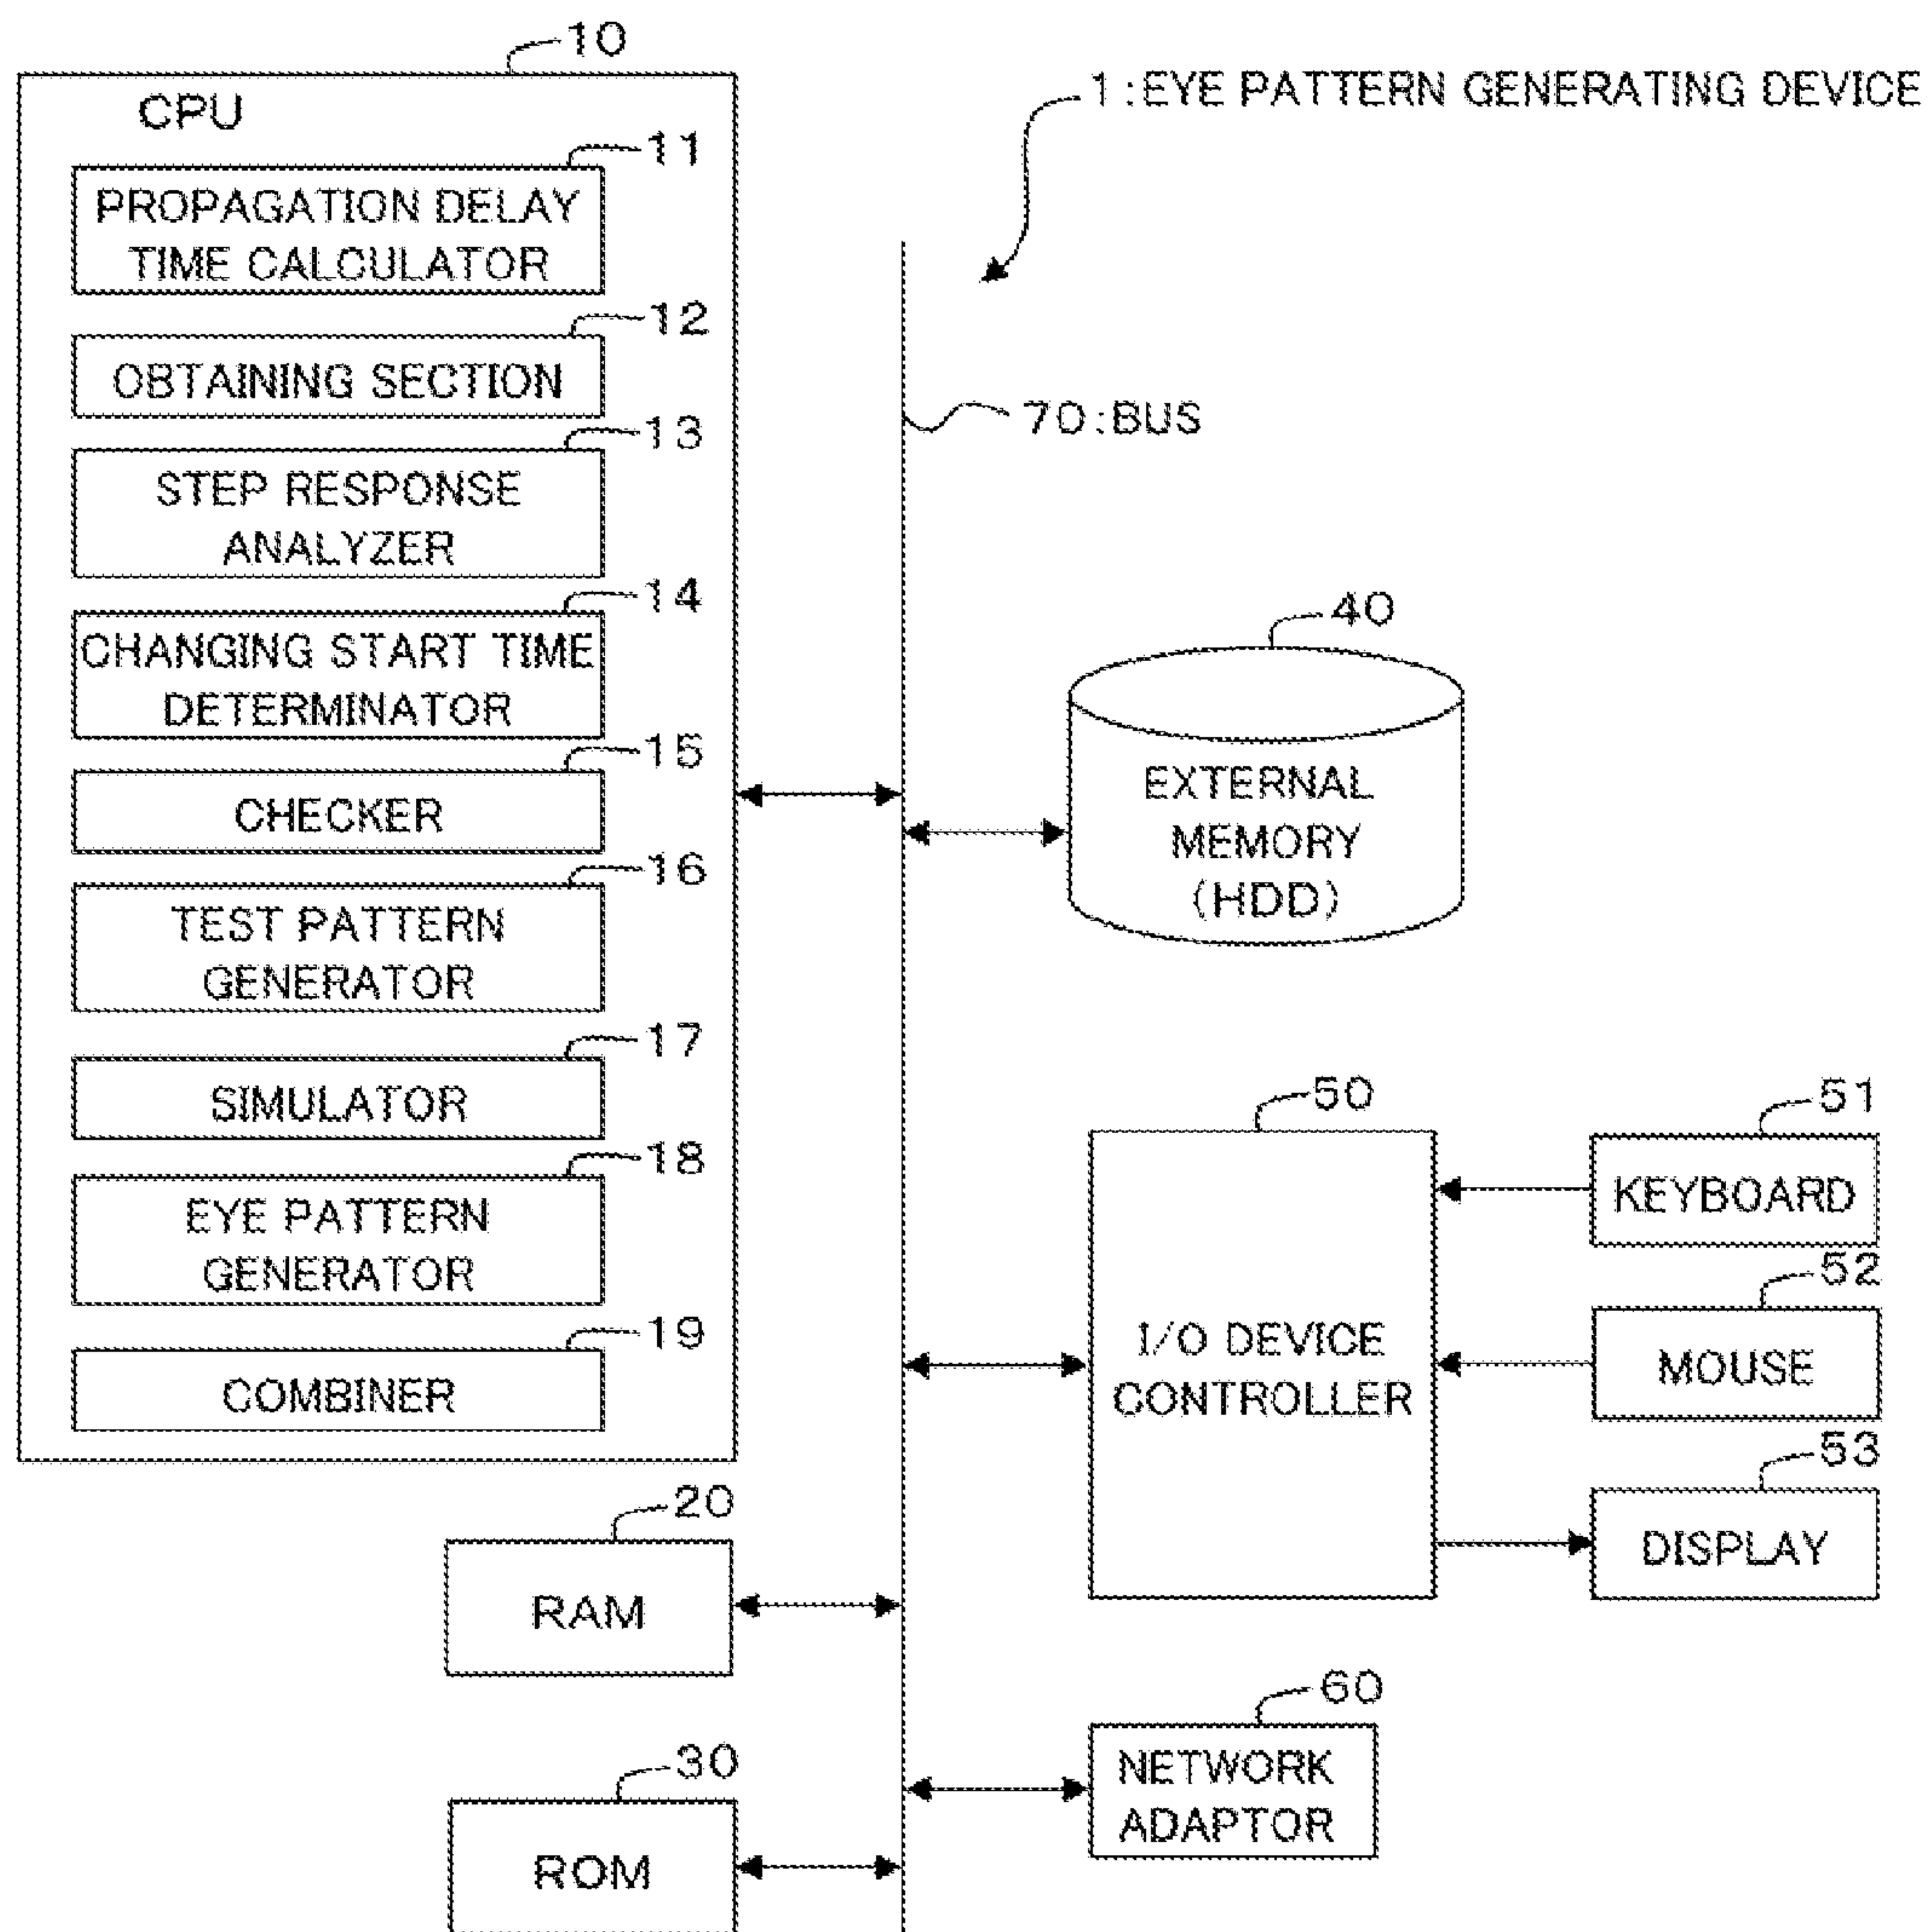 10
CPU
1:EYE PATTERN GENERATING DEVICE
11
PROPAGATION DELAY
TIME CALCULATOR
12
OBTAINING SECTION
13
STEP RESPONSE
ANALYZER
14
CHANGING START TIME
DETERMINATOR
15
CHECKER
16
TEST PATTERN
GENERATOR
17
SIMULATOR
18
EYE PATTERN
GENERATOR
19
COMBINER
20
RAM
30
ROM
70:BUS
40
EXTERNAL
MEMORY
(HDD)
50
I/O DEVICE
CONTROLLER
51
KEYBOARD
52
MOUSE
53
DISPLAY
60
NETWORK
ADAPTOR